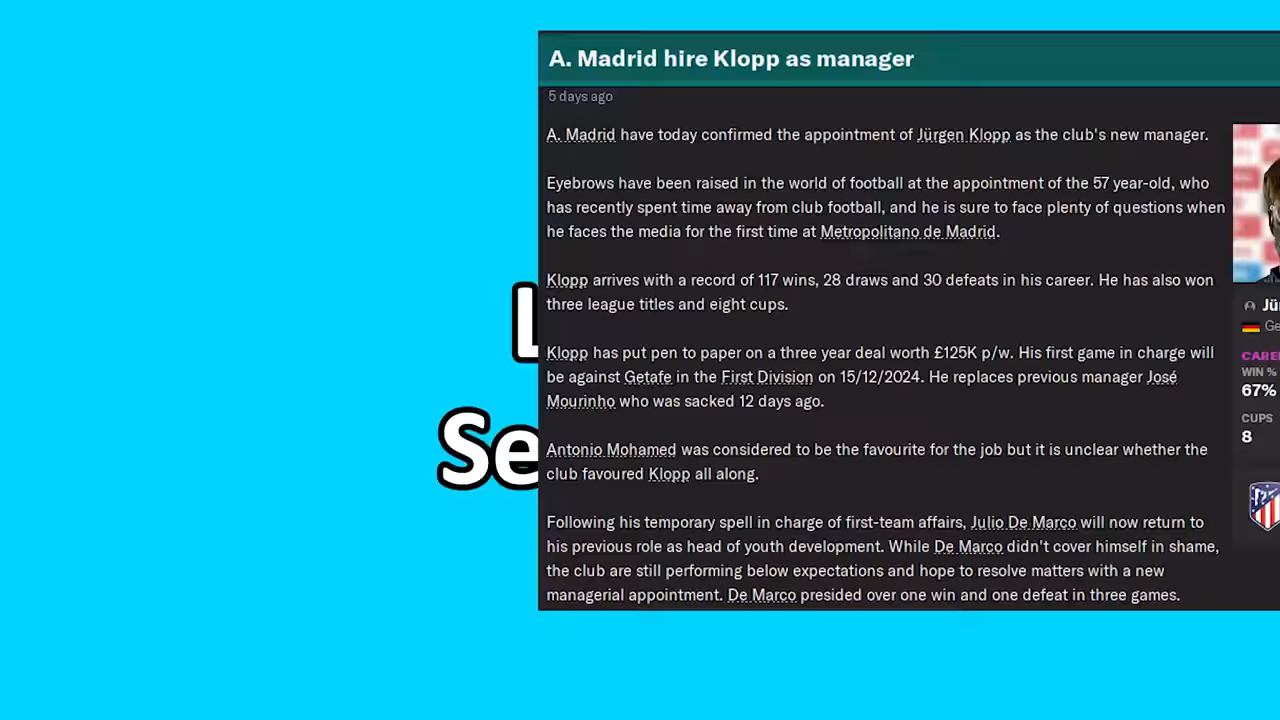 A. Madrid hire Klopp as manager
5 days ago
A. Madrid have today confirmed the appointment of Jürgen Klopp as the club's new manager.
Eyebrows have been raised in the world of football at the appointment of the 57 year-old, who
has recently spent time away from club football, and he is sure to face plenty of questions when
he faces the media for the first time at Metropolitano de Madrid.
Klopp arrives with a record of 117 wins, 28 draws and 30 defeats in his career. He has also won
three league titles and eight cups.
Klopp has put pen to paper on a three year deal worth £125K p/w. His first game in charge will
be against Getafe in the First Division on 15/12/2024. He replaces previous manager José
Mourinho who was sacked 12 days ago.
Antonio Mohamed was considered to be the favourite for the job but it is unclear whether the
club favoured Klopp all along.
Following his temporary spell in charge of first-team affairs, Julio De Marco will now return to
his previous role as head of youth development. While De Marco didn't cover himself in shame,
the club are still performing below expectations and hope to resolve matters with a new
managerial appointment. De Marco presided over one win and one defeat in three games.
WIN %
67%
CUPS
8